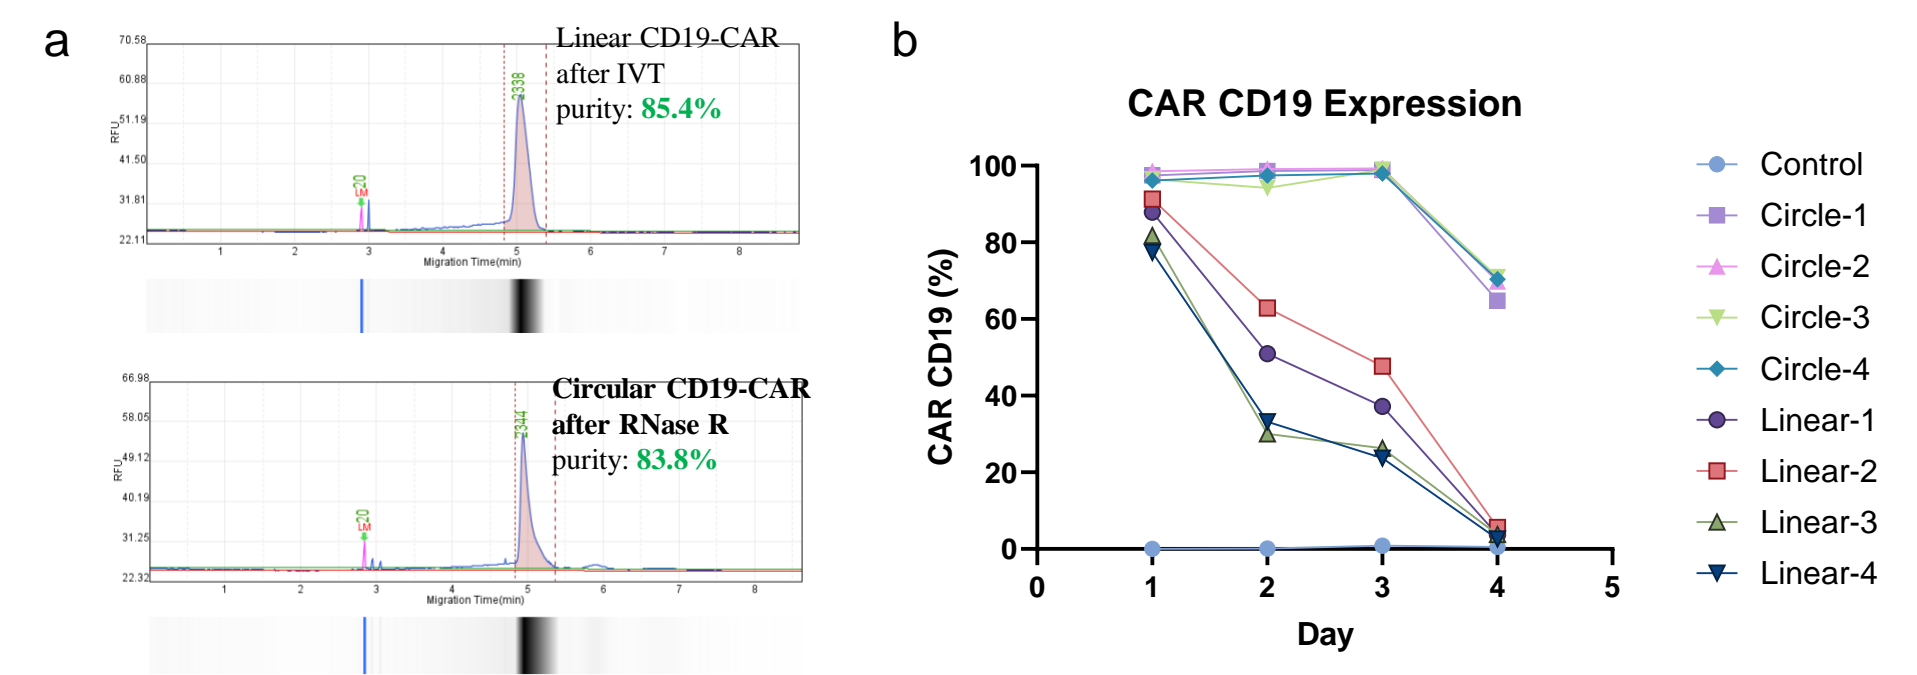 a
Linear CD19-CAR
after IVT
purity: 85.4%
70.58
60.88
51.19
41.50
31.81
22.11
RFU
2338
20
LM
1 2 3 4 5 6 7 8
Migration Time(min)
Circular CD19-CAR
after RNase R
purity: 83.8%
66.98
58.05
49.12
40.19
31.25
22.32
RFU
2344
20
LM
1 2 3 4 5 6 7 8
Migration Time(min)
b
CAR CD19 Expression
CAR CD19 (%)
100
80
60
40
20
0
0 1 2 3 4 5
Day
Control
Circle-1
Circle-2
Circle-3
Circle-4
Linear-1
Linear-2
Linear-3
Linear-4